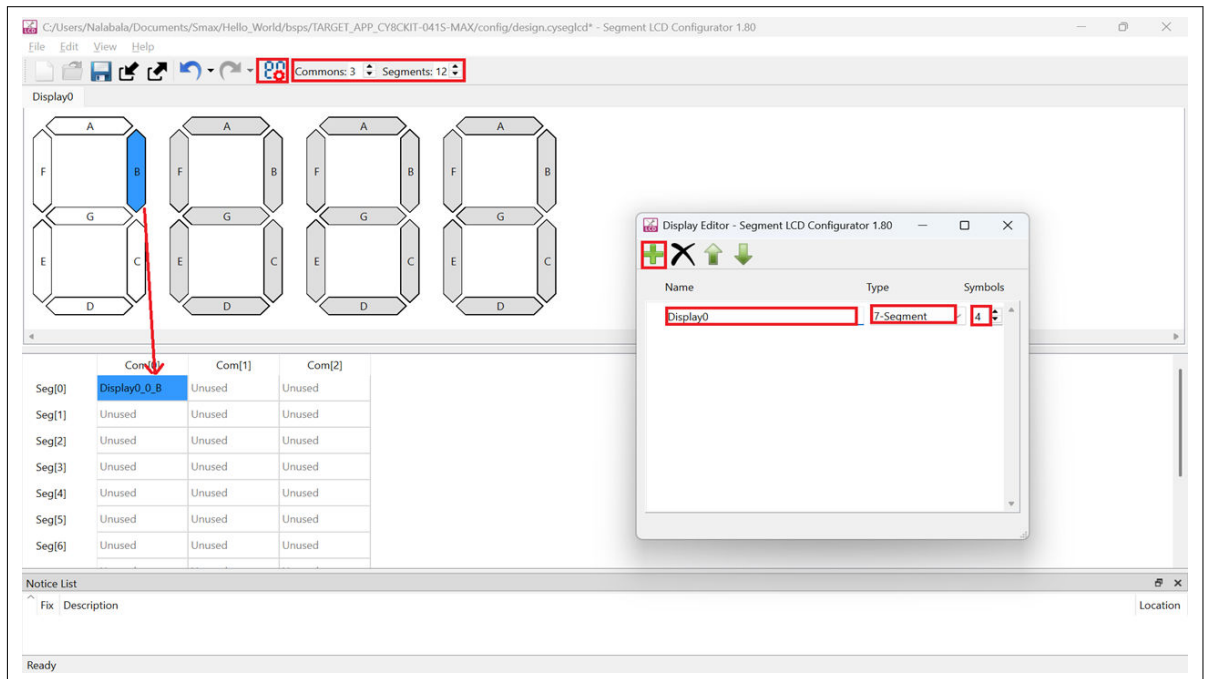 C:/Users/Nalabala/Documents/Smax/Hello_World/bsps/TARGET_APP_CY8CKIT-041S-MAX/config/design.cyseglcd* - Segment LCD Configurator 1.80
File Edit View Help
Commons: 3 Segments: 12
Display0
A A A A
F B F B F B F B
G G G G
E C E C E C E C
D D D D
LCD Display Editor - Segment LCD Configurator 1.80
Name Type Symbols
Display0 7-Segment 4
Com[0] Com[1] Com[2]
Seg[0] Display0_0_B Unused Unused
Seg[1] Unused Unused Unused
Seg[2] Unused Unused Unused
Seg[3] Unused Unused Unused
Seg[4] Unused Unused Unused
Seg[5] Unused Unused Unused
Seg[6] Unused Unused Unused
Notice List
Fix Description Location
Ready